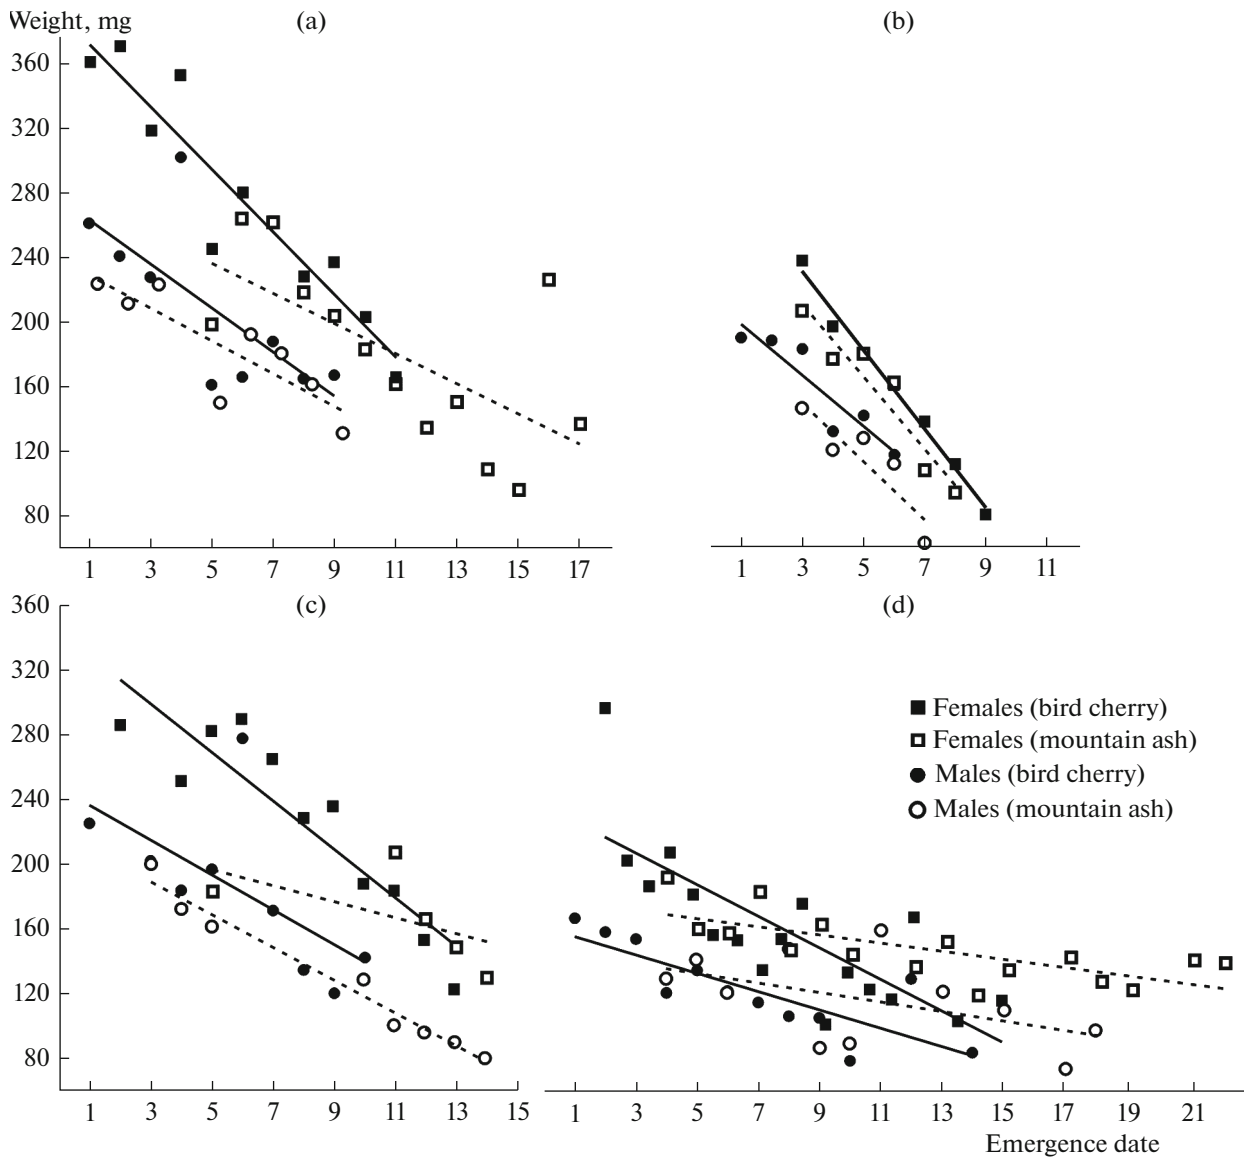 Weight, mg
(a)
(b)
360
320
280
240
200
160
120
80
1 3 5 7 9 11 13 15 17
1 3 5 7 9 11
(c)
(d)
360
320
280
240
200
160
120
80
Females (bird cherry)
Females (mountain ash)
Males (bird cherry)
Males (mountain ash)
1 3 5 7 9 11 13 15
1 3 5 7 9 11 13 15 17 19 21
Emergence date